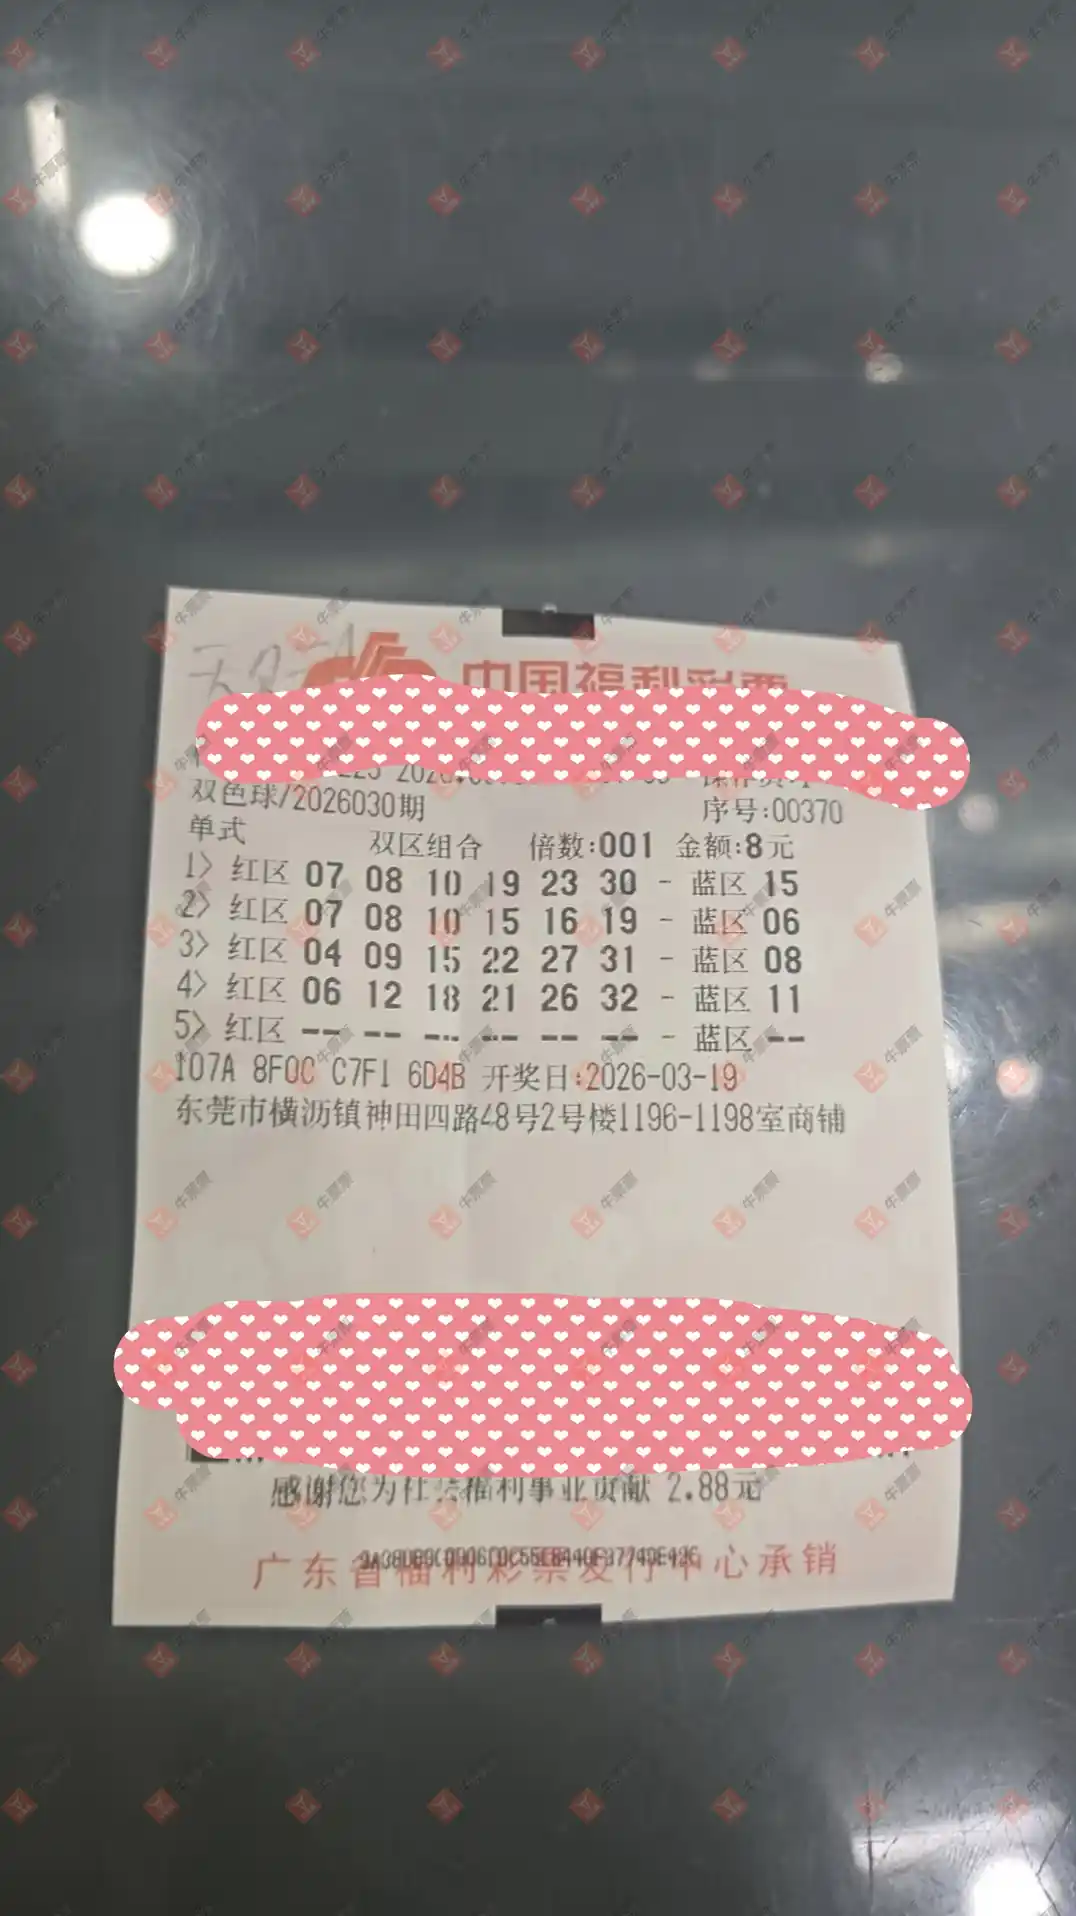 中国福利彩票
双色球/2026030期
序号:00370
单式 双区组合 倍数:001 金额:8元
1> 红区 07 08 10 19 23 30 - 蓝区 15
2> 红区 07 08 10 15 16 19 - 蓝区 06
3> 红区 04 09 15 22 27 31 - 蓝区 08
4> 红区 06 12 18 21 26 32 - 蓝区 11
5> 红区 -- -- -- -- -- -- - 蓝区 --
107A 8F0C C7F1 6D4B 开奖日:2026-03-19
东莞市横沥镇神田四路48号2号楼1196-1198室商铺
感谢您为社会福利事业贡献 2.88元
广东省福利彩票发行中心承销